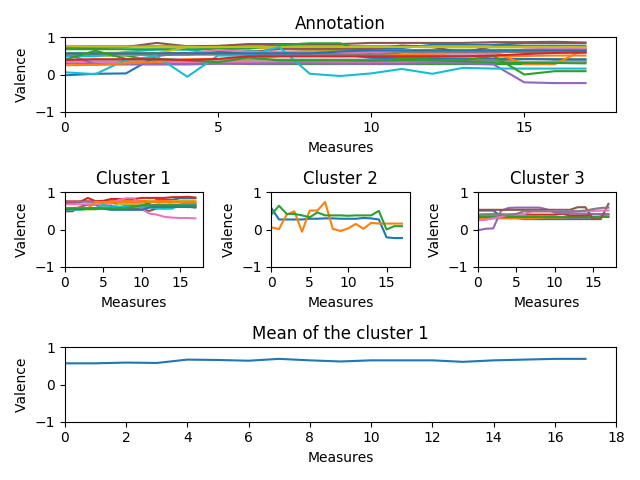 Annotation
Valence
1
0
−1
0 5 10 15
Measures
Cluster 1 Cluster 2 Cluster 3
Valence Valence Valence
1 1 1
0 0 0
−1 −1 −1
0 5 10 15 0 5 10 15 0 5 10 15
Measures Measures Measures
Mean of the cluster 1
Valence
1
0
−1
0 2 4 6 8 10 12 14 16 18
Measures